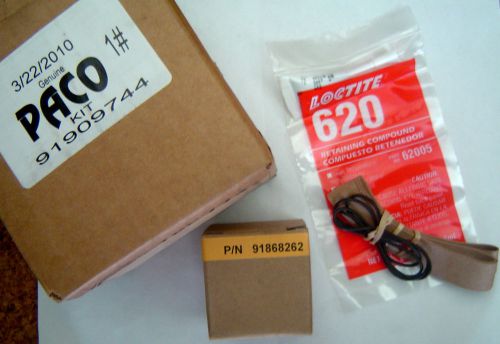 3/22/2010
1#
Genuine
PACO
KIT
91909744
P/N 91868262
LOCTITE
620
RETAINING COMPOUND
COMPUESTO RETENEDOR
62005
CAUTION